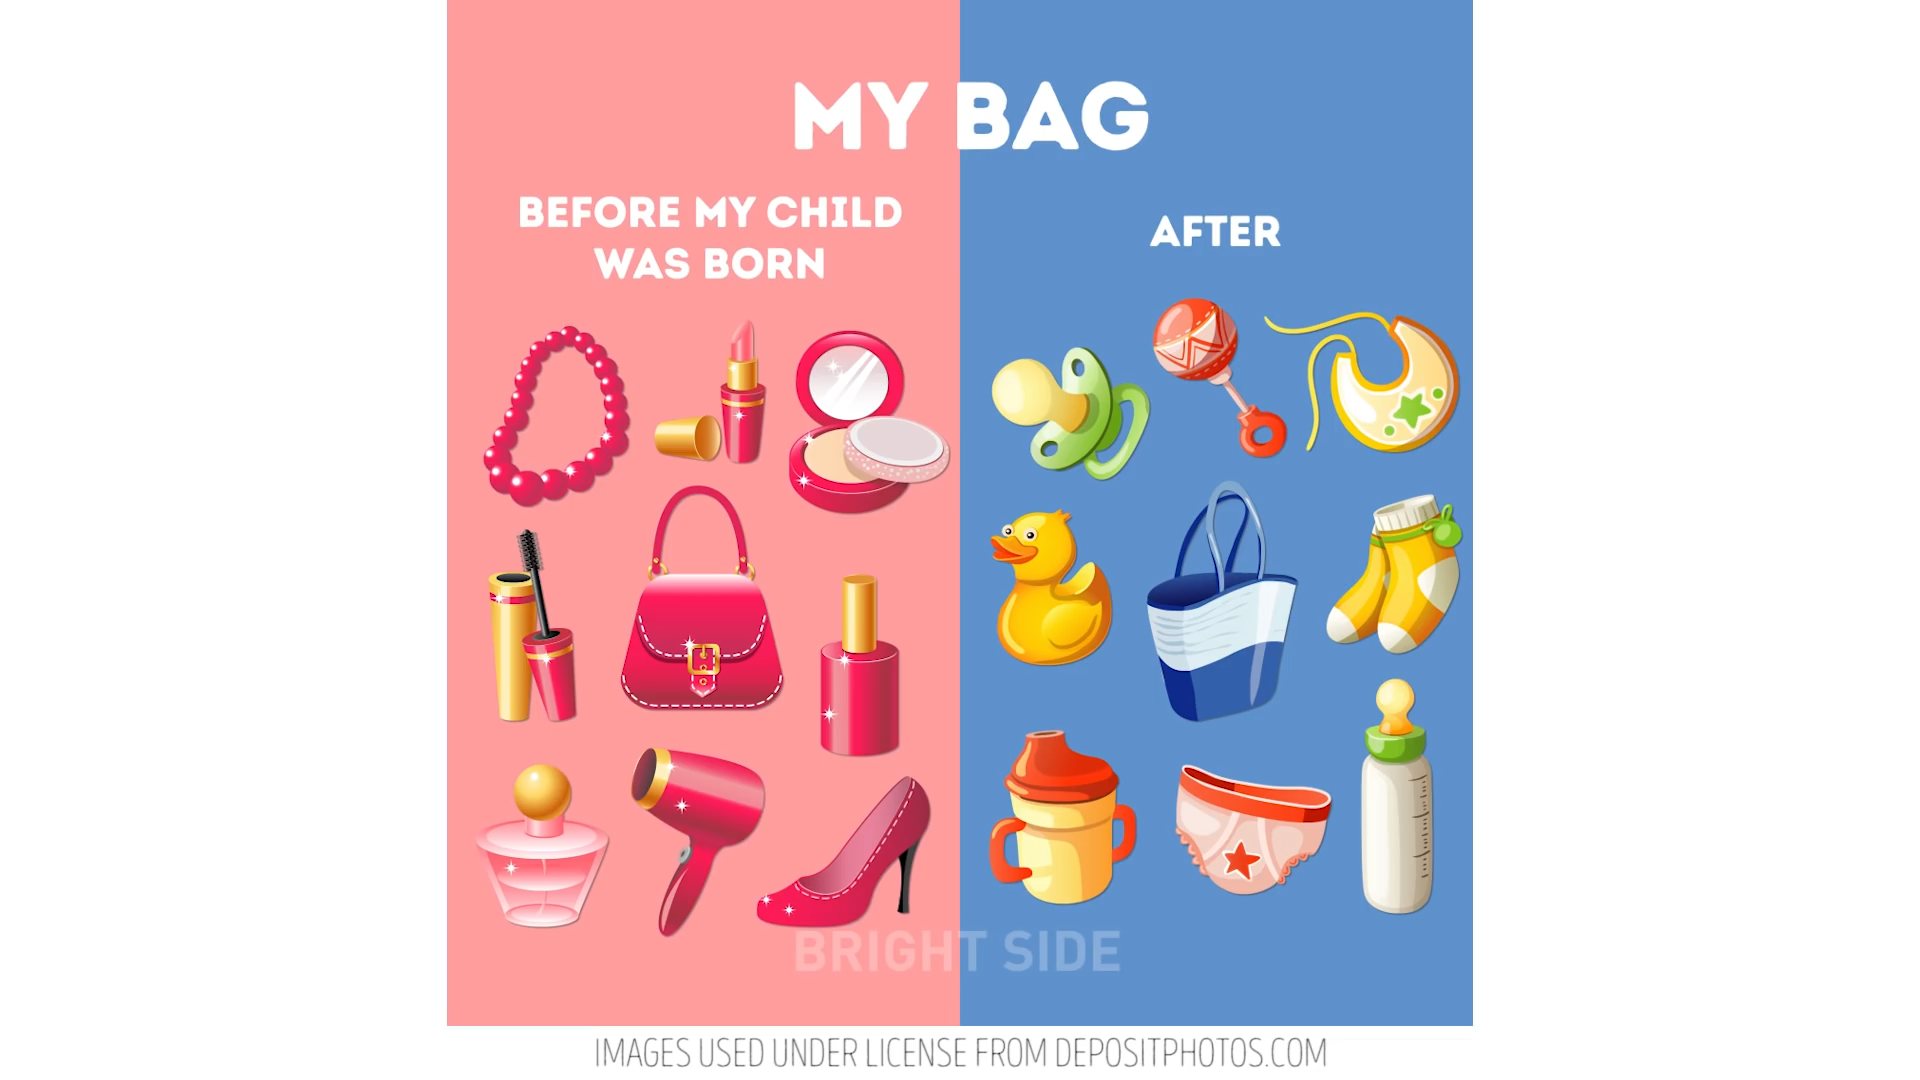 MY BAG
BEFORE MY CHILD
WAS BORN
AFTER
BRIGHT SIDE
IMAGES USED UNDER LICENSE FROM DEPOSITPHOTOS.COM